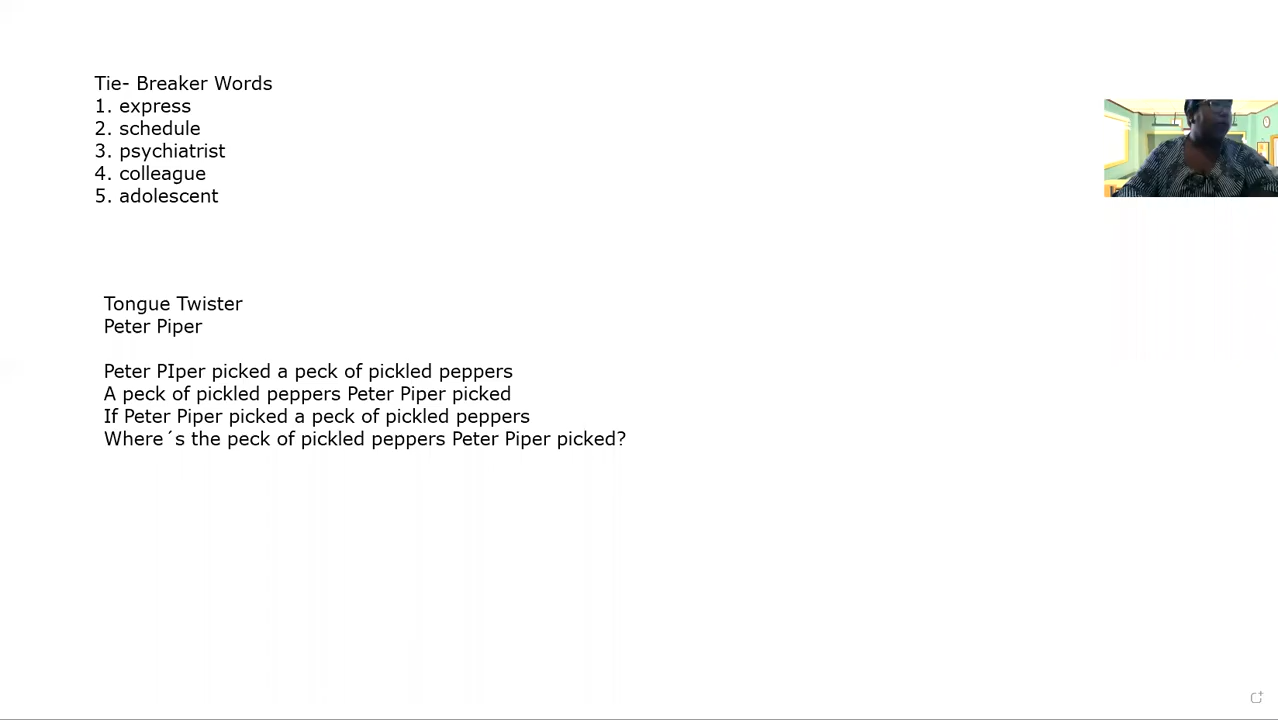 Tie- Breaker Words
1. express
2. schedule
3. psychiatrist
4. colleague
5. adolescent
Tongue Twister
Peter Piper
Peter PIper picked a peck of pickled peppers
A peck of pickled peppers Peter Piper picked
If Peter Piper picked a peck of pickled peppers
Where´s the peck of pickled peppers Peter Piper picked?